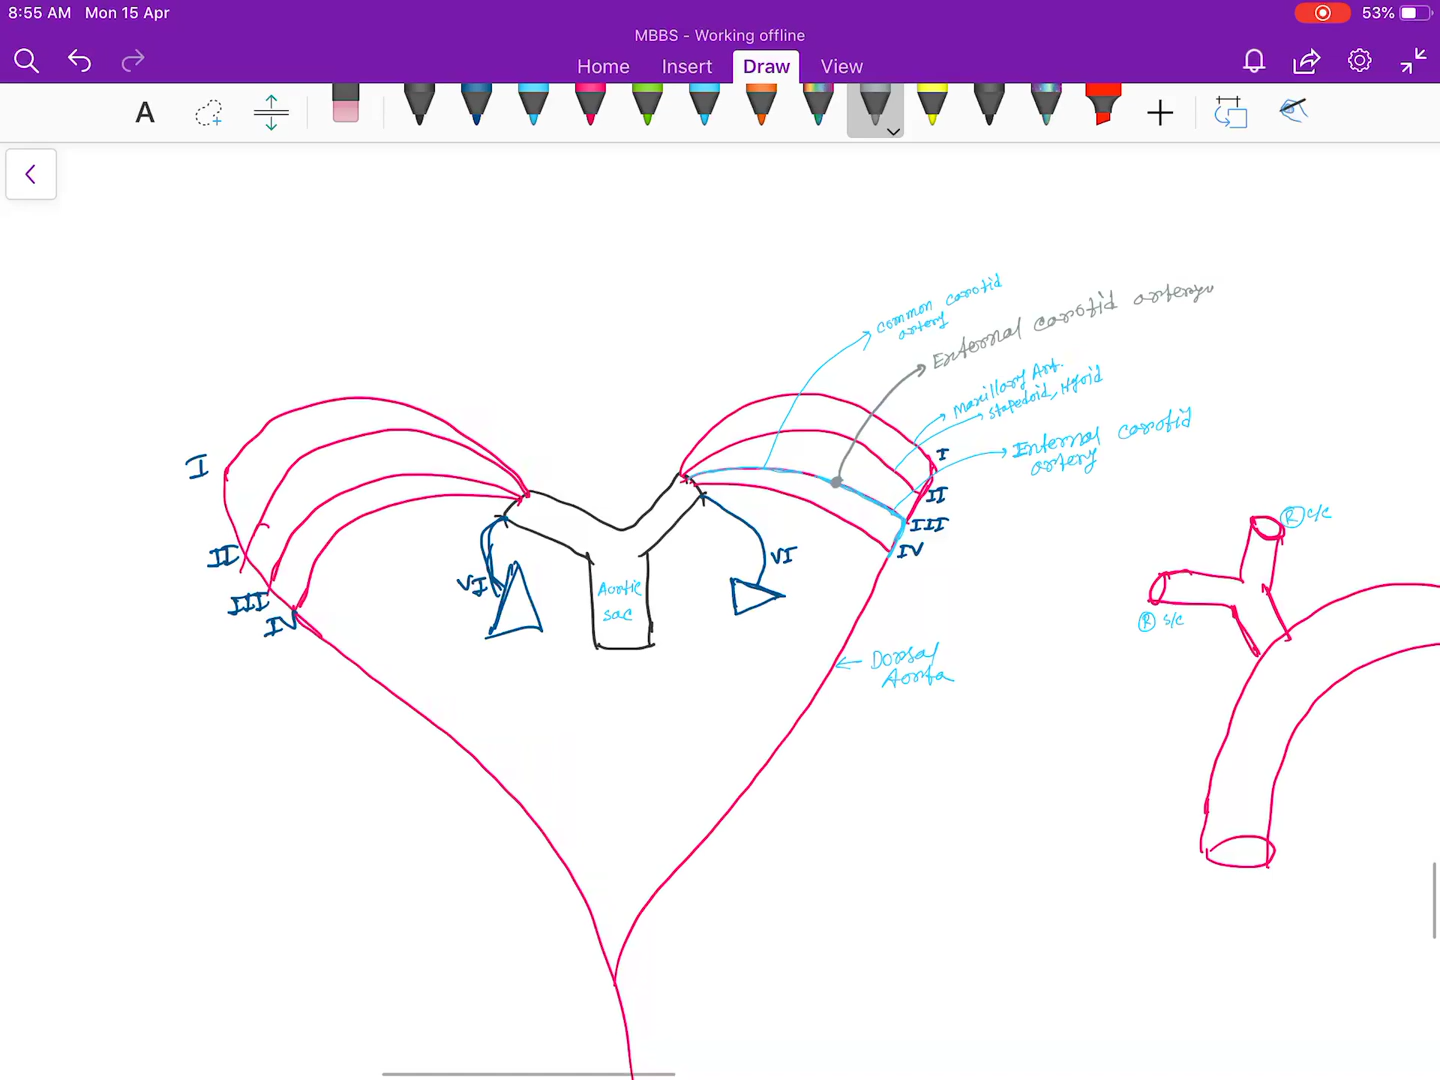 8:55 AM Mon 15 Apr
53%
MBBS - Working offline
Home Insert Draw View
A
common carotid
artery
External carotid artery
Maxillary Art.
stapedoid, Hyoid
Internal carotid
artery
I
II
III
IV
I
II
III
IV
VI
VI
Aortic
sac
Dorsal
Aorta
R C/C
R S/C